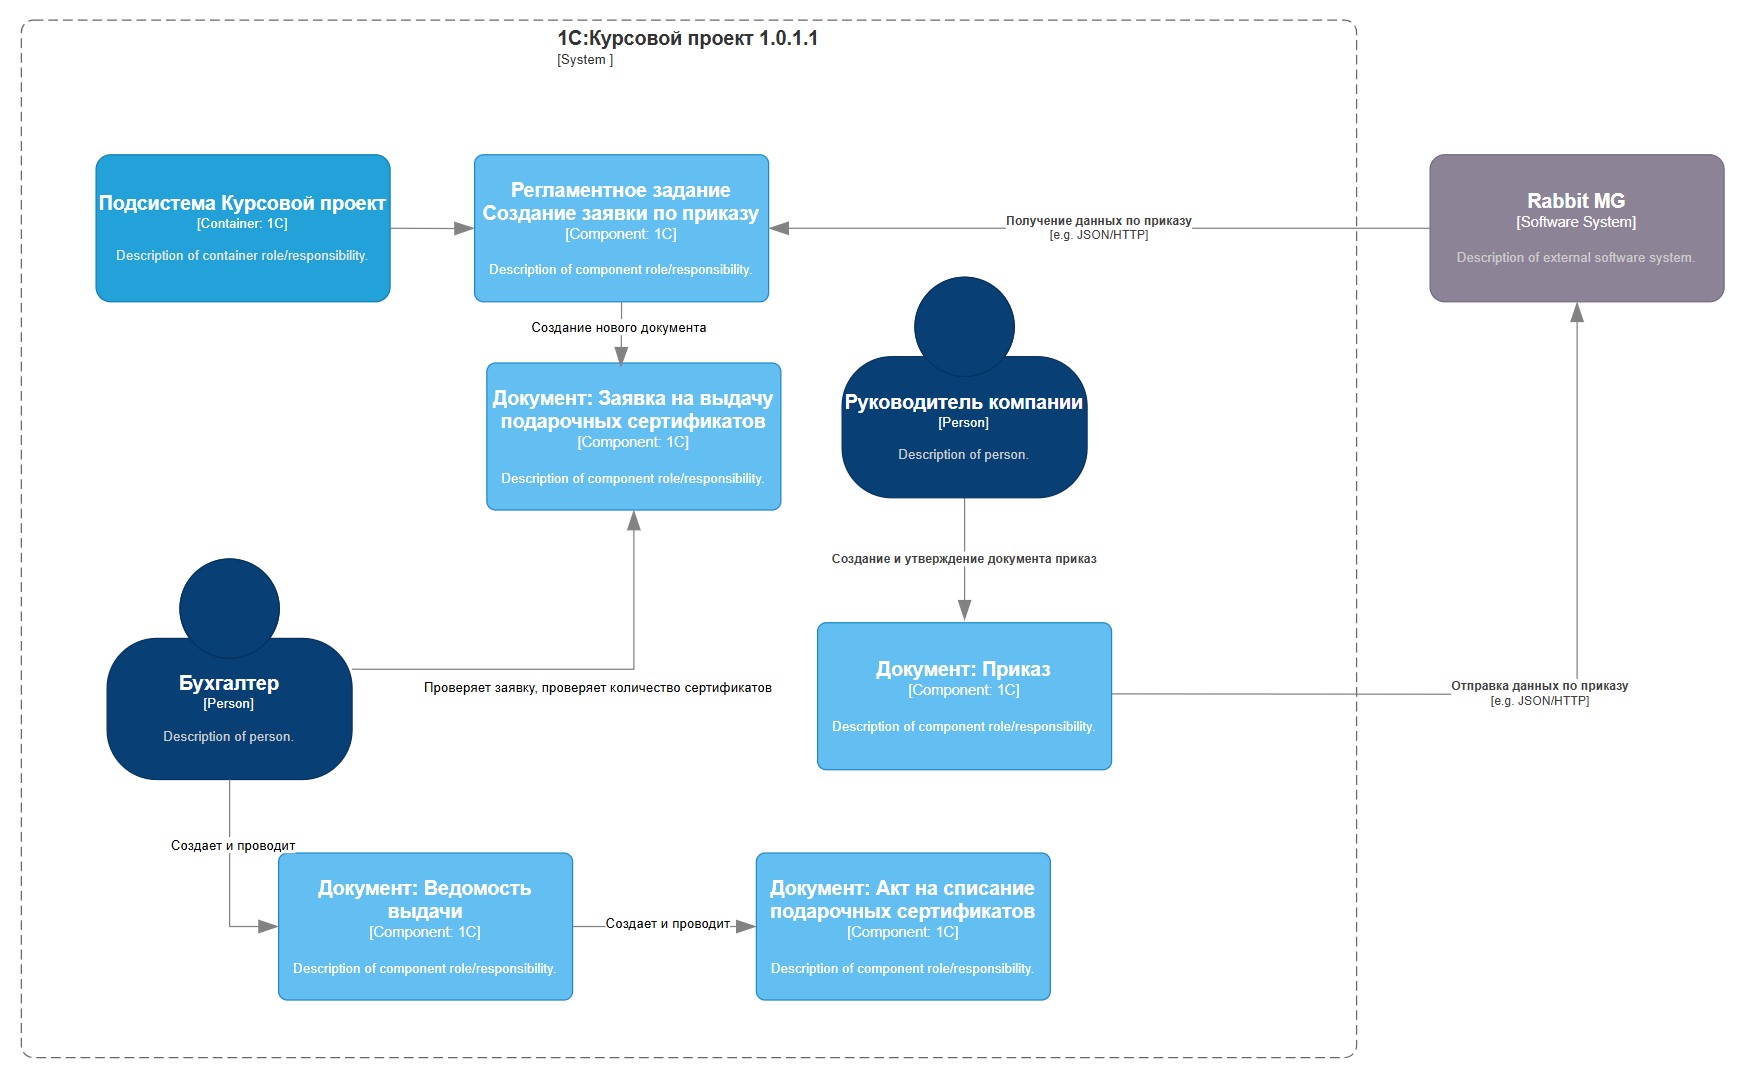 1С:Курсовой проект 1.0.1.1
[System ]
Подсистема Курсовой проект
[Container: 1C]
Description of container role/responsibility.
Регламентное задание
Создание заявки по приказу
[Component: 1C]
Description of component role/responsibility.
Получение данных по приказу
[e.g. JSON/HTTP]
Rabbit MG
[Software System]
Description of external software system.
Создание нового документа
Документ: Заявка на выдачу
подарочных сертификатов
[Component: 1C]
Description of component role/responsibility.
Руководитель компании
[Person]
Description of person.
Создание и утверждение документа приказ
Бухгалтер
[Person]
Description of person.
Проверяет заявку, проверяет количество сертификатов
Документ: Приказ
[Component: 1C]
Description of component role/responsibility.
Отправка данных по приказу
[e.g. JSON/HTTP]
Создает и проводит
Документ: Ведомость
выдачи
[Component: 1C]
Description of component role/responsibility.
Создает и проводит
Документ: Акт на списание
подарочных сертификатов
[Component: 1C]
Description of component role/responsibility.